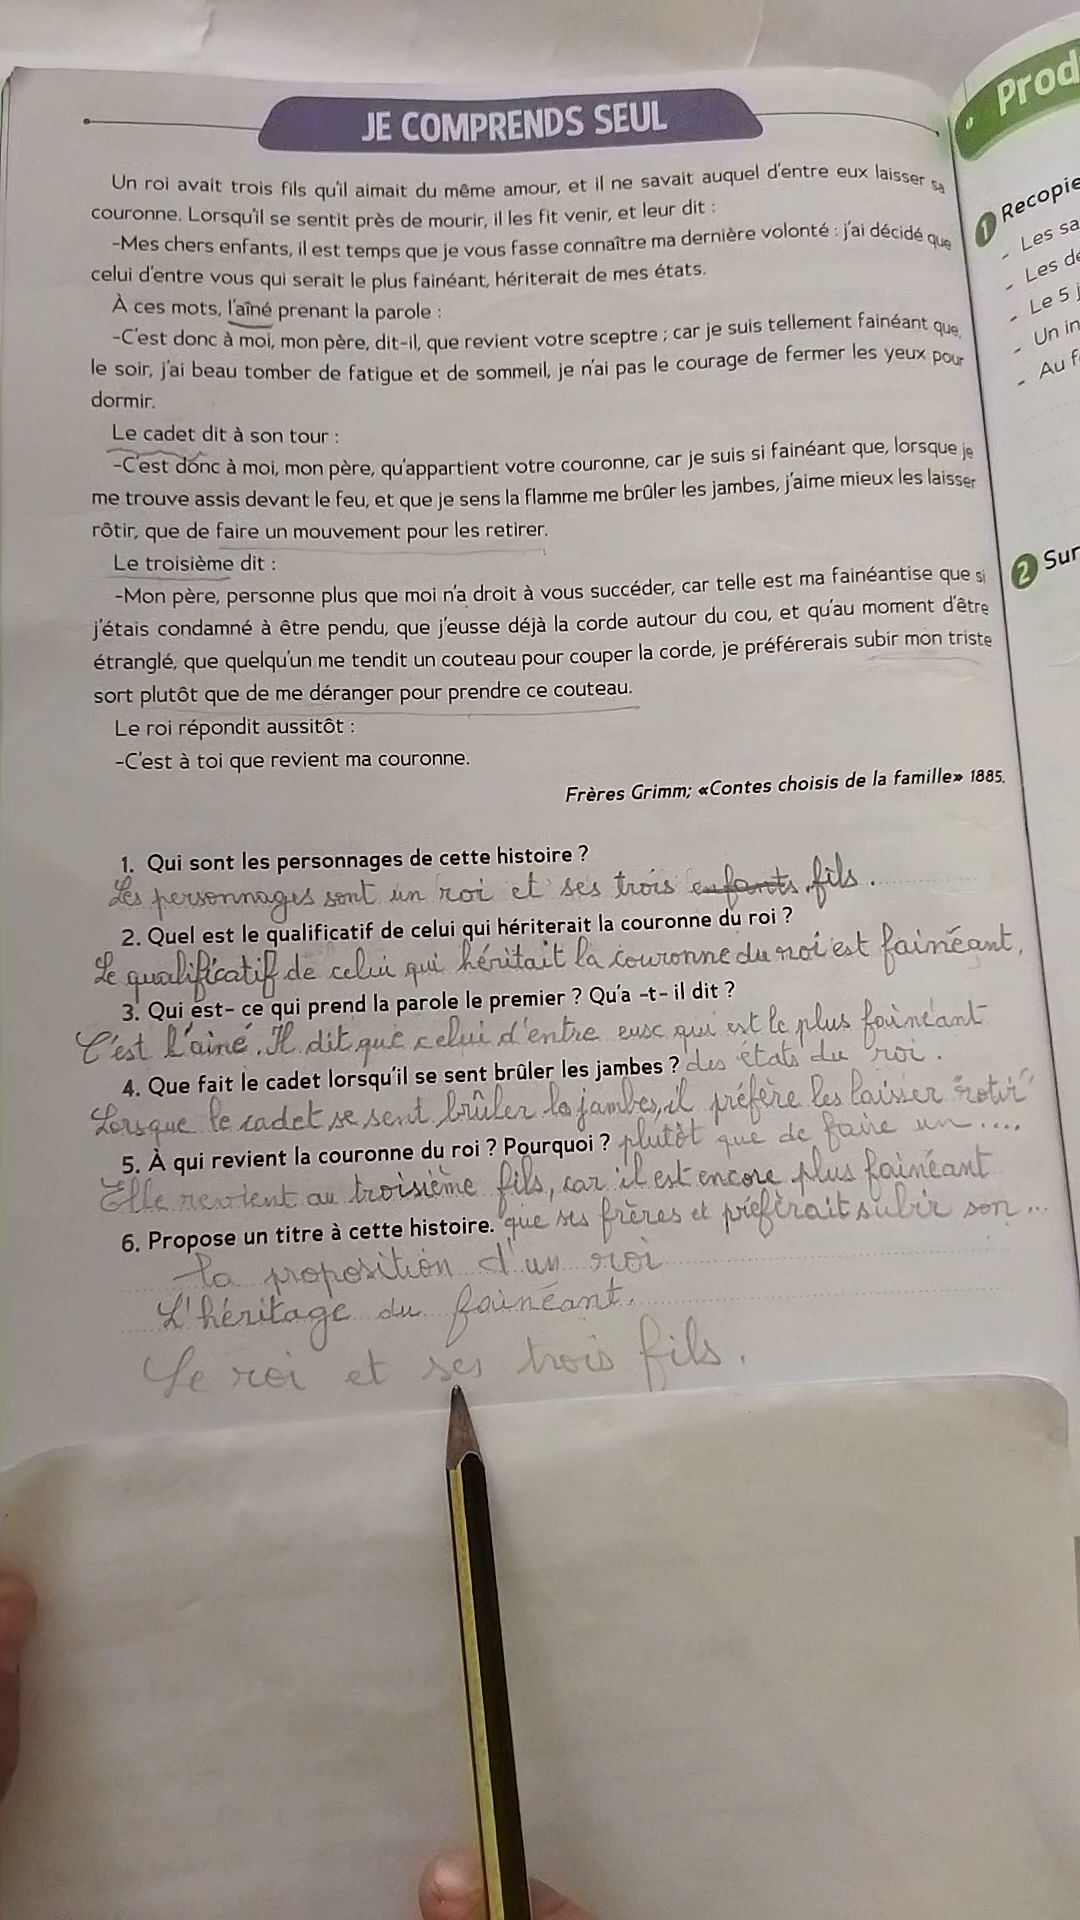 JE COMPRENDS SEUL
Un roi avait trois fils qu'il aimait du même amour, et il ne savait auquel d'entre eux laisser sa
couronne. Lorsqu'il se sentit près de mourir, il les fit venir, et leur dit :
-Mes chers enfants, il est temps que je vous fasse connaître ma dernière volonté : j'ai décidé que
celui d'entre vous qui serait le plus fainéant, hériterait de mes états.
À ces mots, l'aîné prenant la parole :
-C'est donc à moi, mon père, dit-il, que revient votre sceptre ; car je suis tellement fainéant que,
le soir, j'ai beau tomber de fatigue et de sommeil, je n'ai pas le courage de fermer les yeux pour
dormir.
Le cadet dit à son tour :
-C'est donc à moi, mon père, qu'appartient votre couronne, car je suis si fainéant que, lorsque je
me trouve assis devant le feu, et que je sens la flamme me brûler les jambes, j'aime mieux les laisser
rôtir, que de faire un mouvement pour les retirer.
Le troisième dit :
-Mon père, personne plus que moi n'a droit à vous succéder, car telle est ma fainéantise que si
j'étais condamné à être pendu, que j'eusse déjà la corde autour du cou, et qu'au moment d'être
étranglé, que quelqu'un me tendit un couteau pour couper la corde, je préférerais subir mon triste
sort plutôt que de me déranger pour prendre ce couteau.
Le roi répondit aussitôt :
-C'est à toi que revient ma couronne.
Frères Grimm; «Contes choisis de la famille» 1885.
1. Qui sont les personnages de cette histoire ?
Les personnages sont un roi et ses trois enfants fils.
2. Quel est le qualificatif de celui qui hériterait la couronne du roi ?
Le qualificatif de celui qui héritait la couronne du roi est fainéant.
3. Qui est- ce qui prend la parole le premier ? Qu'a -t- il dit ?
C'est l'ainé. Il dit que celui d'entre eux qui est le plus fainéant
4. Que fait le cadet lorsqu'il se sent brûler les jambes ? des états du roi.
Lorsque le cadet se sent brûler la jambes, il préfère les laisser "rotir"
5. À qui revient la couronne du roi ? Pourquoi ? plutôt que de faire un ....
Elle revient au troisième fils, car il est encore plus fainéant
6. Propose un titre à cette histoire. que ses frères et préfèrait subir son ...
la proposition d'un roi
L'héritage du fainéant.
Le roi et ses trois fils.
Prod
1 Recopie
- Les sa
- Les de
- Le 5 j
- Un in
- Au f
2 Sur